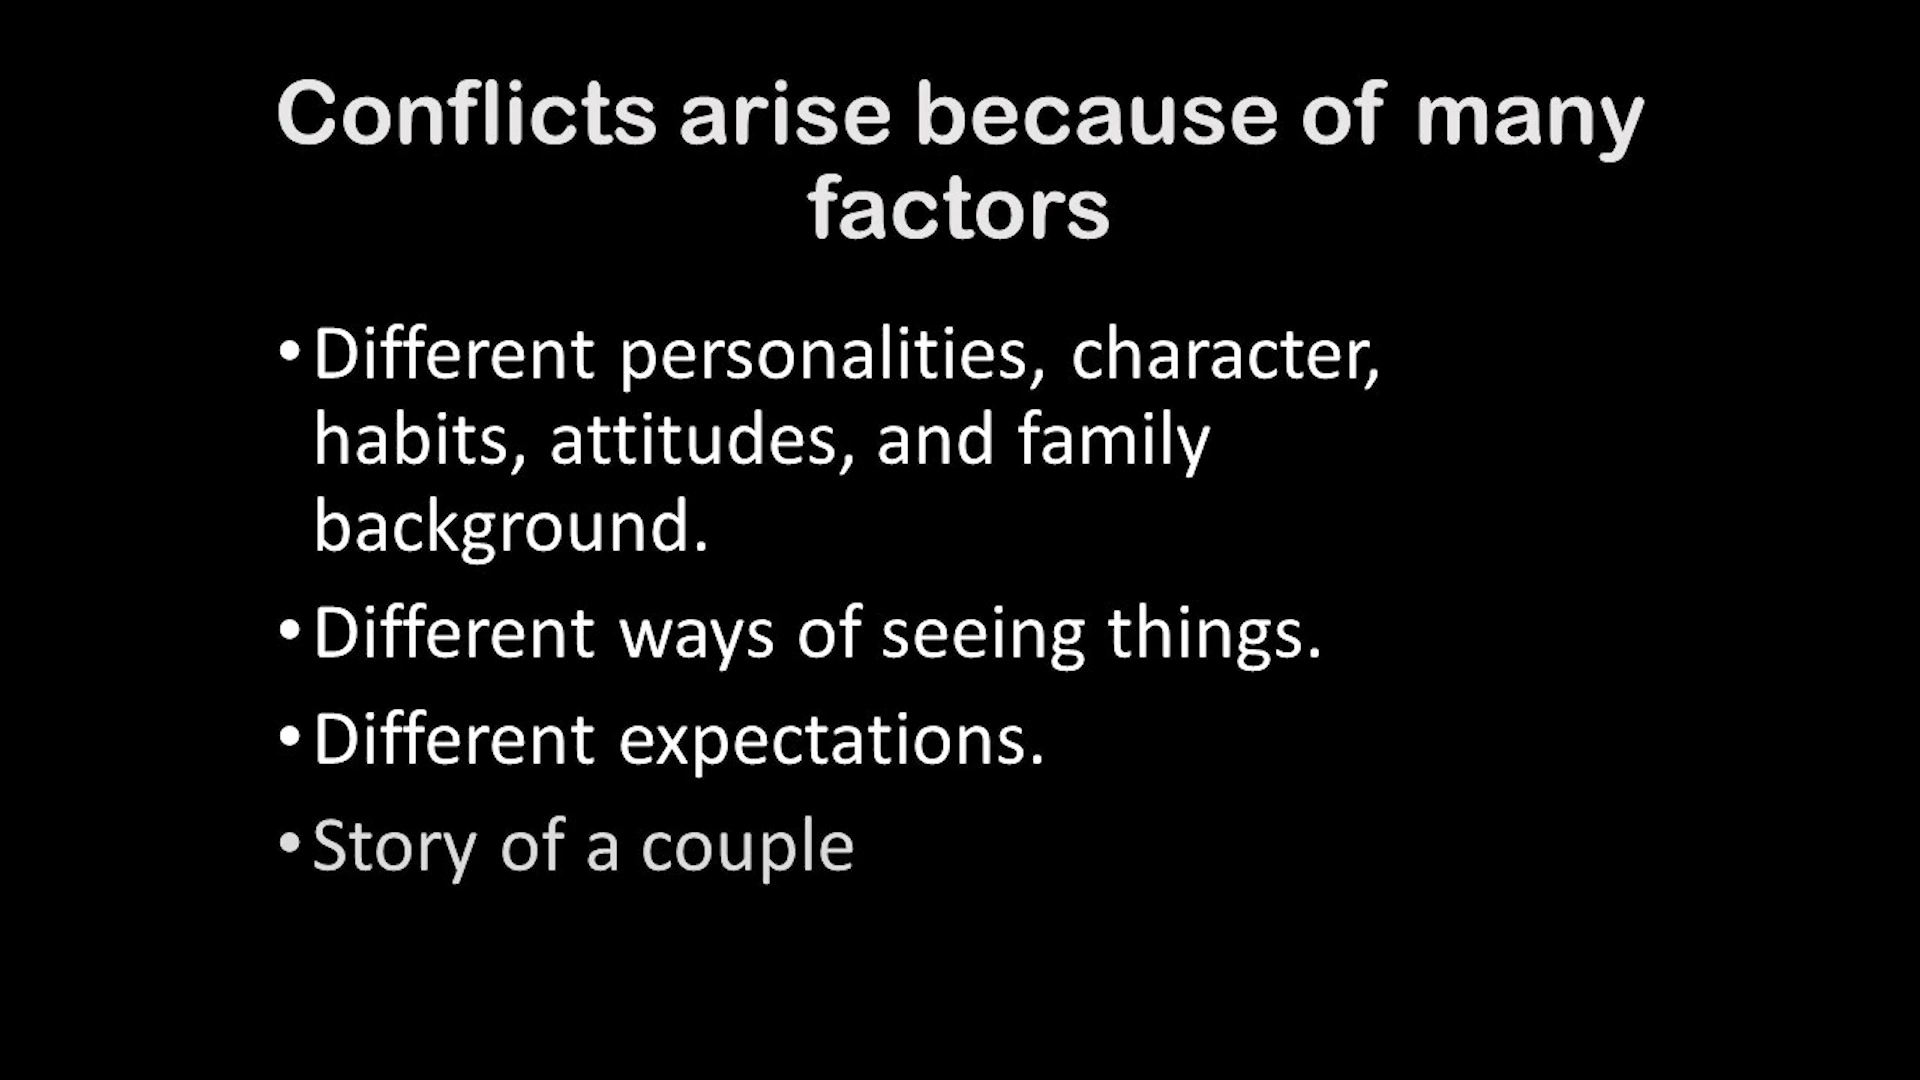 Conflicts arise because of many
factors
•Different personalities, character,
habits, attitudes, and family
background.
•Different ways of seeing things.
•Different expectations.
•Story of a couple